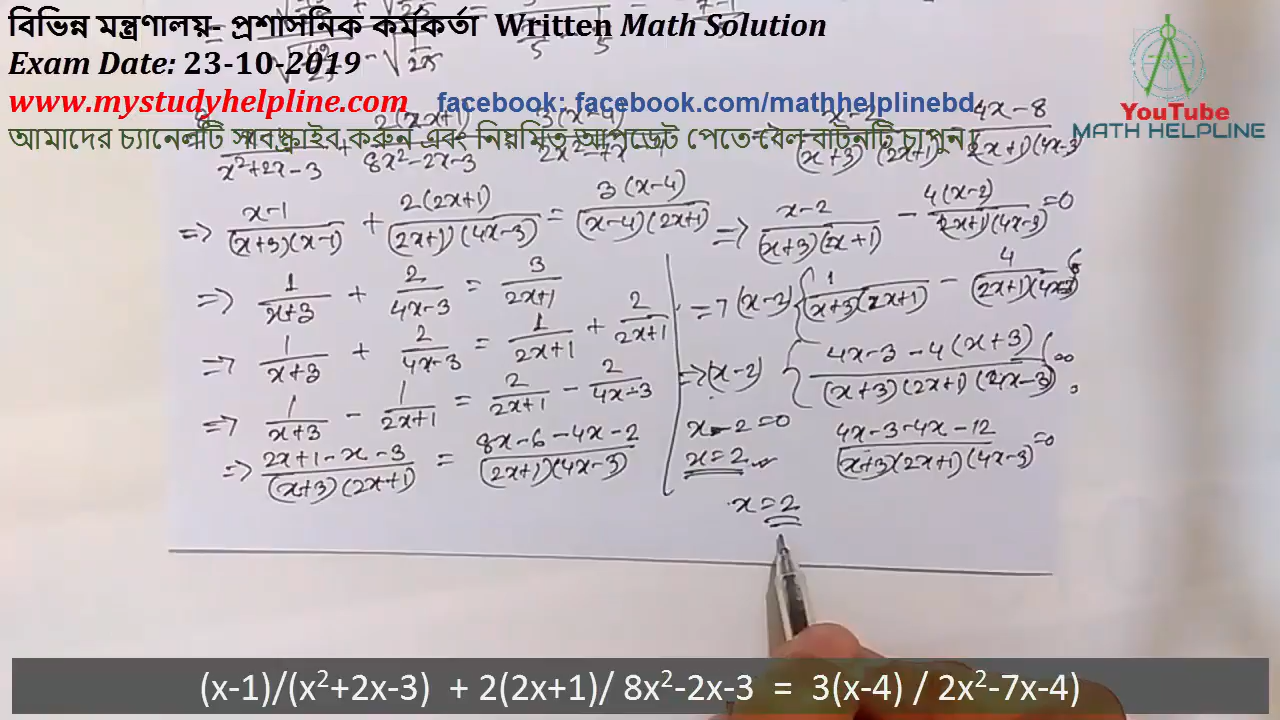 বিভিন্ন মন্ত্রণালয়- প্রশাসনিক কর্মকর্তা Written Math Solution
Exam Date: 23-10-2019
www.mystudyhelpline.com facebook: facebook.com/mathhelplinebd
আমাদের চ্যানেলটি সাবস্ক্রাইব করুন এবং নিয়মিত আপডেট পেতে বেল বাটনটি চাপুন।
YouTube
MATH HELPLINE
=> (x-1)/((x+3)(x-1)) + 2(2x+1)/((2x+1)(4x-3)) = 3(x-4)/((x-4)(2x+1))
=> 1/(x+3) + 2/(4x-3) = 3/(2x+1)
=> 1/(x+3) + 2/(4x-3) = 1/(2x+1) + 2/(2x+1)
=> 1/(x+3) - 1/(2x+1) = 2/(2x+1) - 2/(4x-3)
=> (2x+1-x-3)/((x+3)(2x+1)) = (8x-6-4x-2)/((2x+1)(4x-3))
=> (x-2)/((x+3)(2x+1)) - 4(x-2)/((2x+1)(4x-3)) = 0
=> (x-2) { 1/((x+3)(2x+1)) - 4/((2x+1)(4x-3))
=> (x-2) { (4x-3-4(x+3))/((x+3)(2x+1)(4x-3))
x-2=0
x=2
(4x-3-4x-12)/((x+3)(2x+1)(4x-3)) = 0
x=2
(x-1)/(x²+2x-3) + 2(2x+1)/ 8x²-2x-3 = 3(x-4) / 2x²-7x-4)